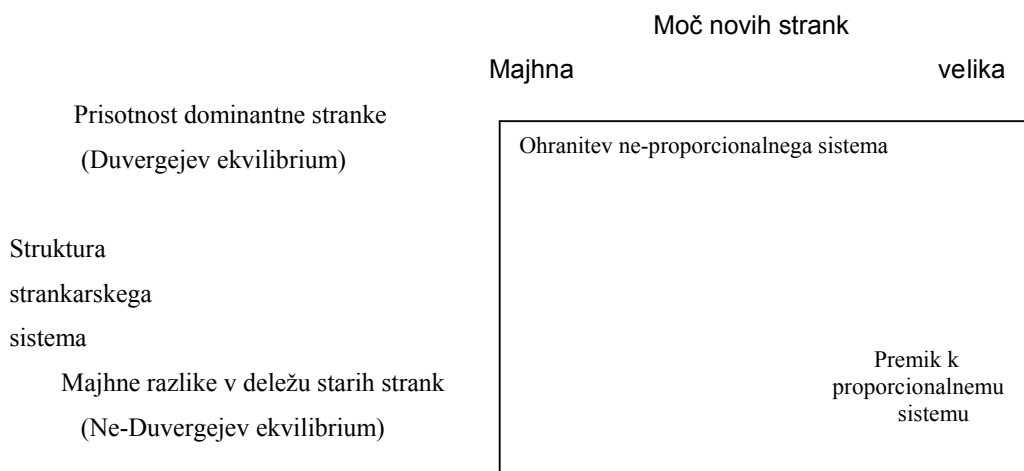 Moč novih strank
Majhna velika
Prisotnost dominantne stranke
(Duvergejev ekvilibrium)
Ohranitev ne-proporcionalnega sistema
Struktura
strankarskega
sistema
Majhne razlike v deležu starih strank
(Ne-Duvergejev ekvilibrium)
Premik k
proporcionalnemu
sistemu